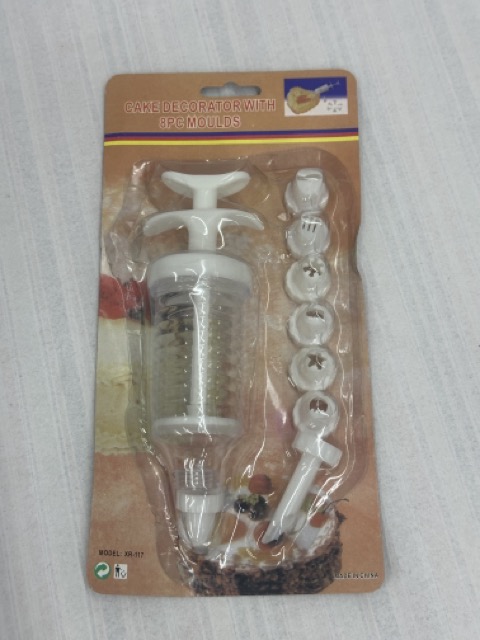 CAKE DECORATOR WITH
8PC MOULDS
MODEL: XR-117
MADE IN CHINA